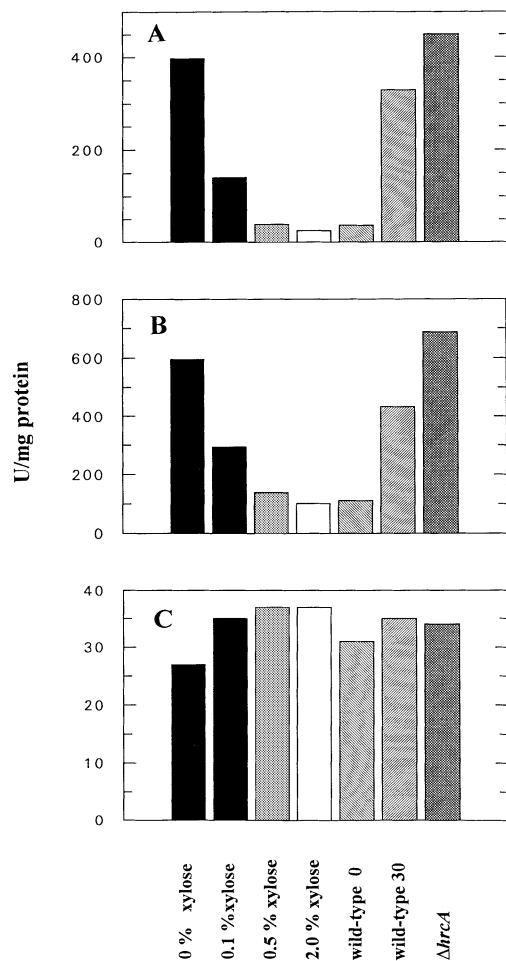 A
400
200
0
B
800
600
400
200
0
U/mg protein
C
40
30
20
10
0
0 % xylose
0.1 %xylose
0.5 % xylose
2.0 % xylose
wild-type 0
wild-type 30
ΔhrcA